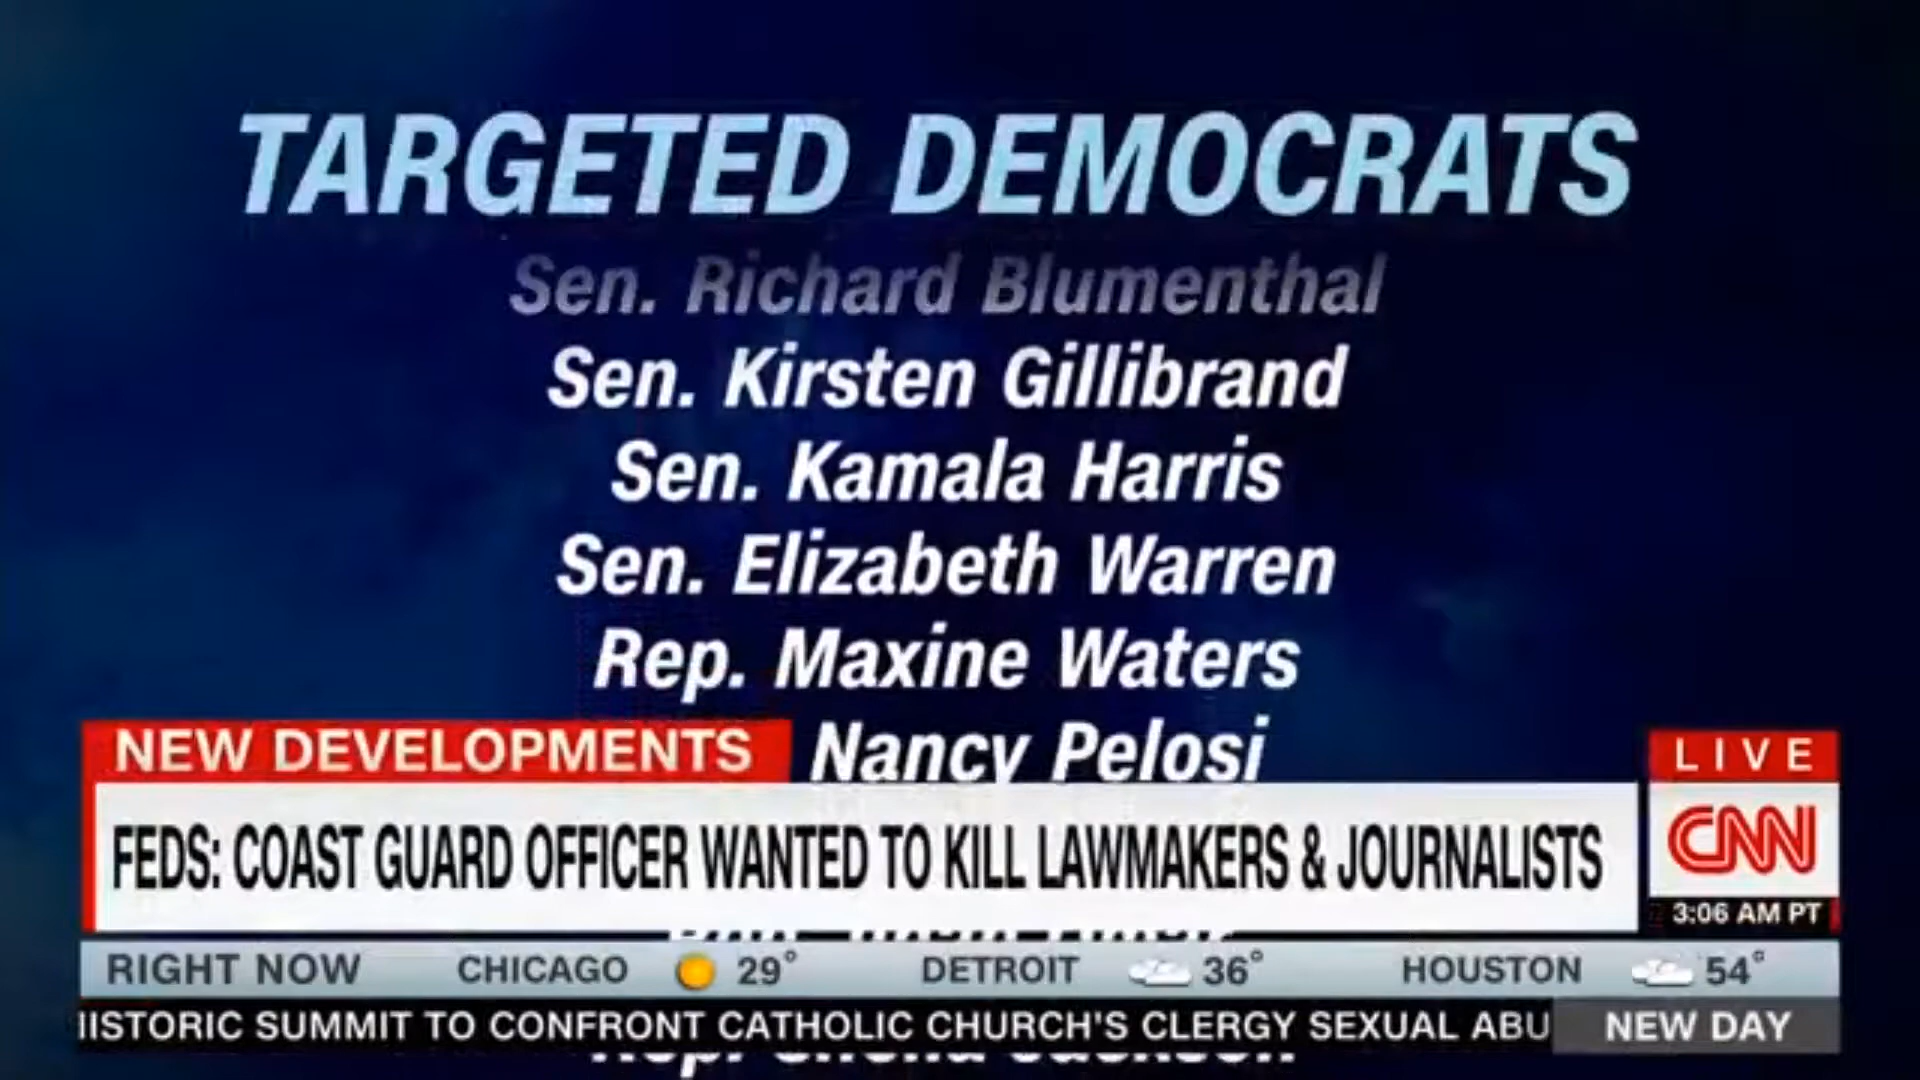 TARGETED DEMOCRATS
Sen. Richard Blumenthal
Sen. Kirsten Gillibrand
Sen. Kamala Harris
Sen. Elizabeth Warren
Rep. Maxine Waters
Nancy Pelosi
NEW DEVELOPMENTS
LIVE
FEDS: COAST GUARD OFFICER WANTED TO KILL LAWMAKERS & JOURNALISTS
CNN
3:06 AM PT
RIGHT NOW CHICAGO 29° DETROIT 36° HOUSTON 54°
HISTORIC SUMMIT TO CONFRONT CATHOLIC CHURCH'S CLERGY SEXUAL ABU
NEW DAY